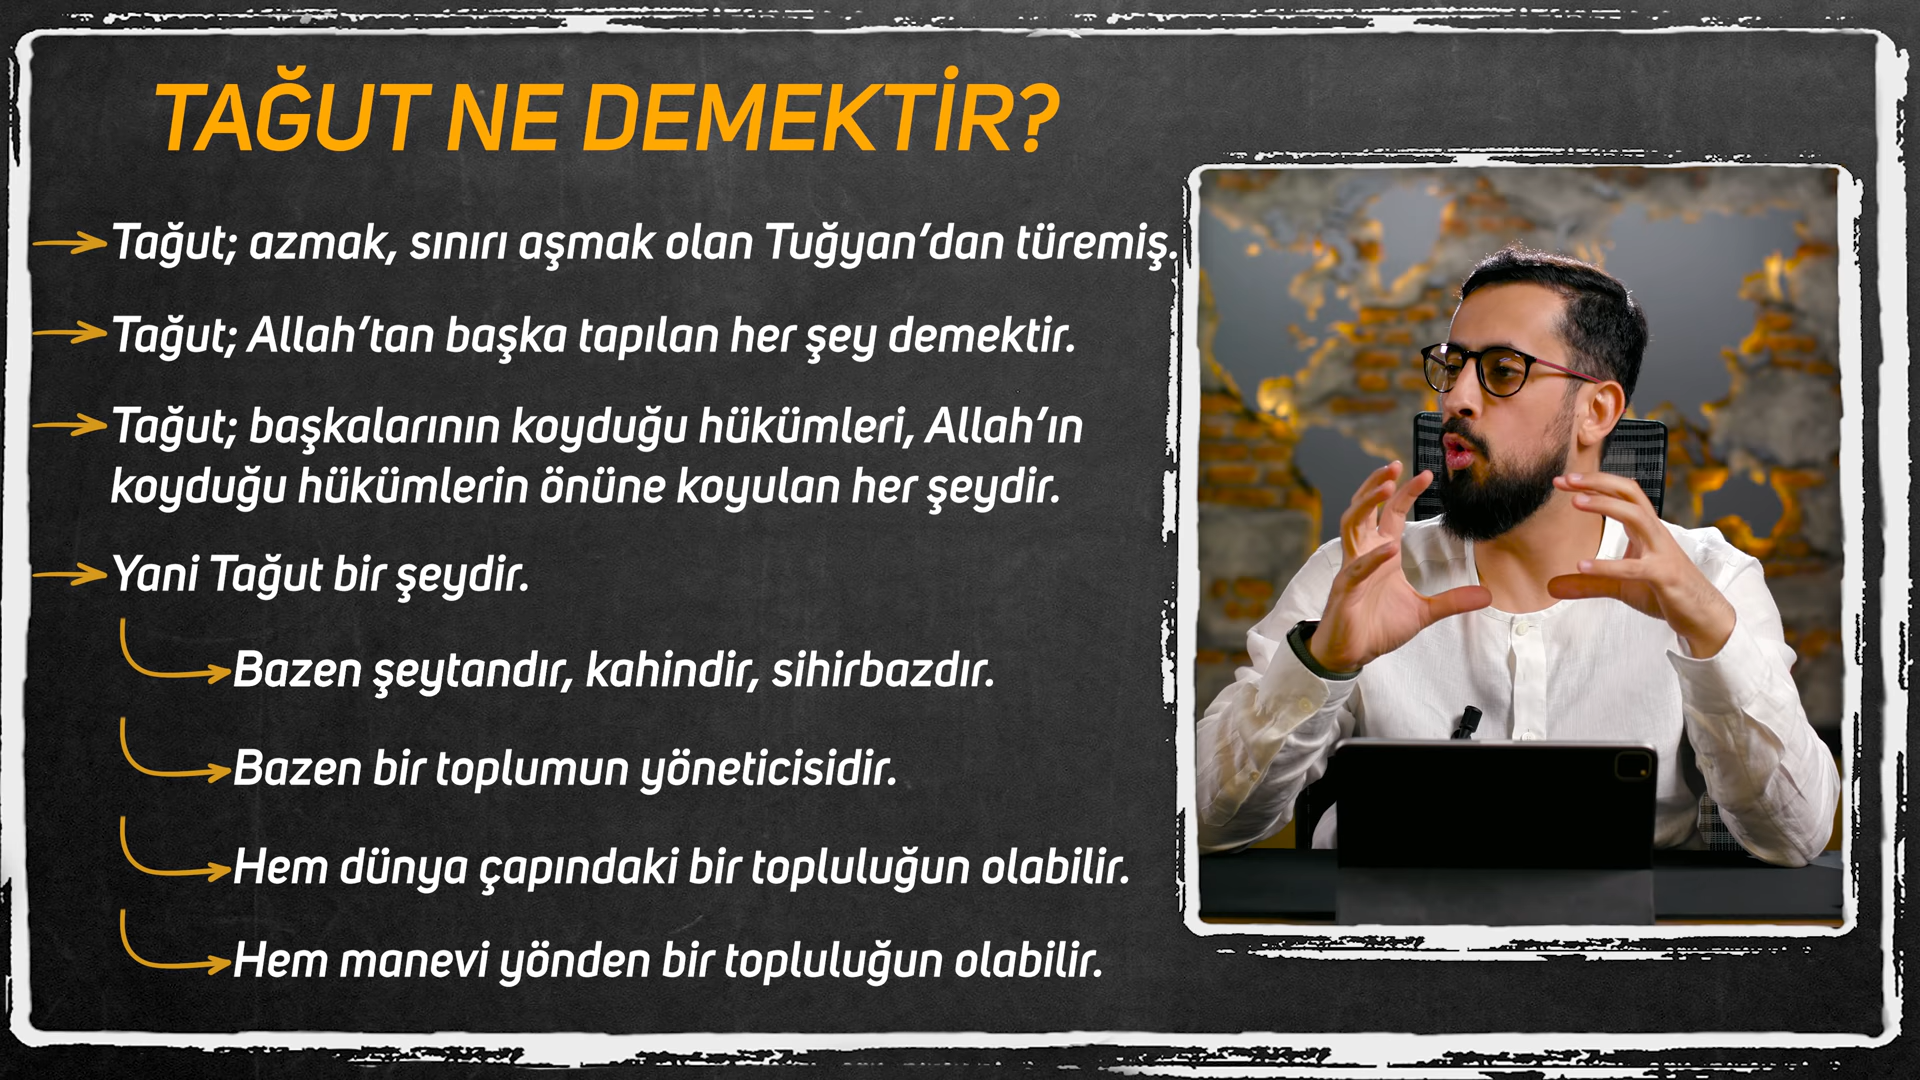 TAĞUT NE DEMEKTİR?
Tağut; azmak, sınırı aşmak olan Tuğyan’dan türemiş.
Tağut; Allah’tan başka tapılan her şey demektir.
Tağut; başkalarının koyduğu hükümleri, Allah’ın
koyduğu hükümlerin önüne koyulan her şeydir.
Yani Tağut bir şeydir.
Bazen şeytandır, kahindir, sihirbazdır.
Bazen bir toplumun yöneticisidir.
Hem dünya çapındaki bir topluluğun olabilir.
Hem manevi yönden bir topluluğun olabilir.